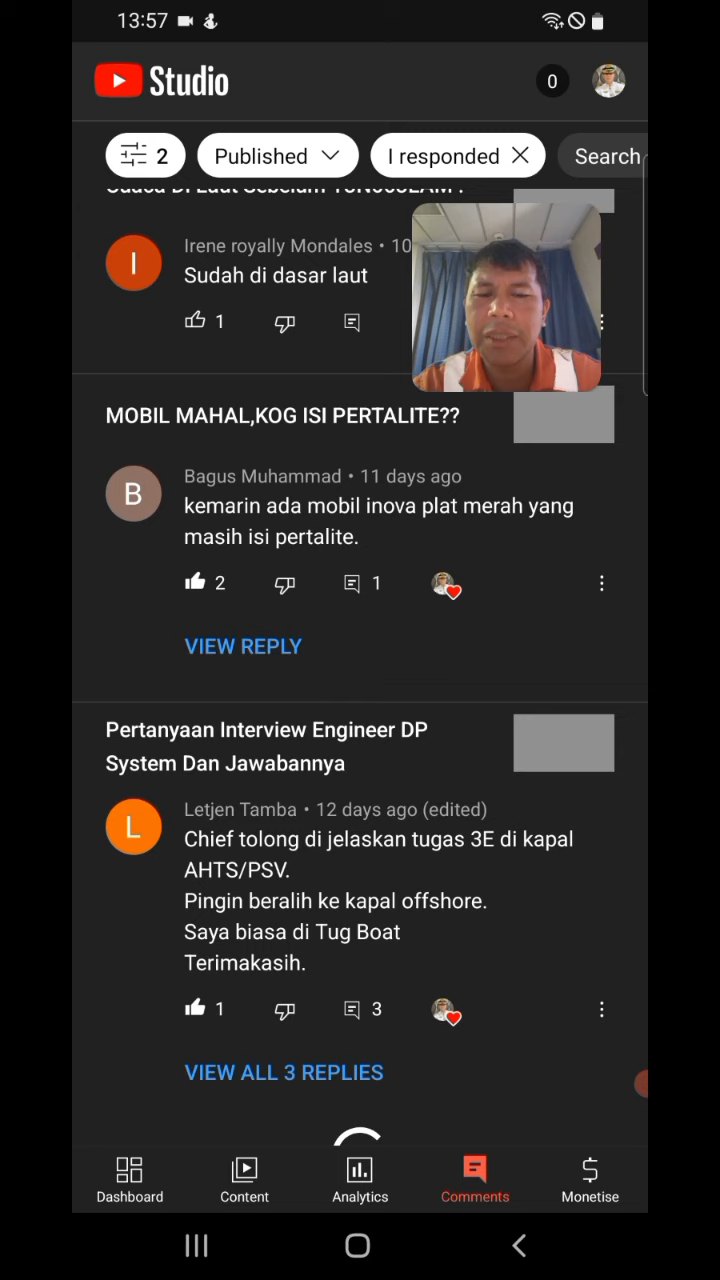 13:57
Studio
0
2
Published
I responded
Search
Irene royally Mondales • 10
I
Sudah di dasar laut
1
MOBIL MAHAL,KOG ISI PERTALITE??
Bagus Muhammad • 11 days ago
B
kemarin ada mobil inova plat merah yang
masih isi pertalite.
2
1
VIEW REPLY
Pertanyaan Interview Engineer DP
System Dan Jawabannya
Letjen Tamba • 12 days ago (edited)
L
Chief tolong di jelaskan tugas 3E di kapal
AHTS/PSV.
Pingin beralih ke kapal offshore.
Saya biasa di Tug Boat
Terimakasih.
1
3
VIEW ALL 3 REPLIES
Dashboard
Content
Analytics
Comments
Monetise